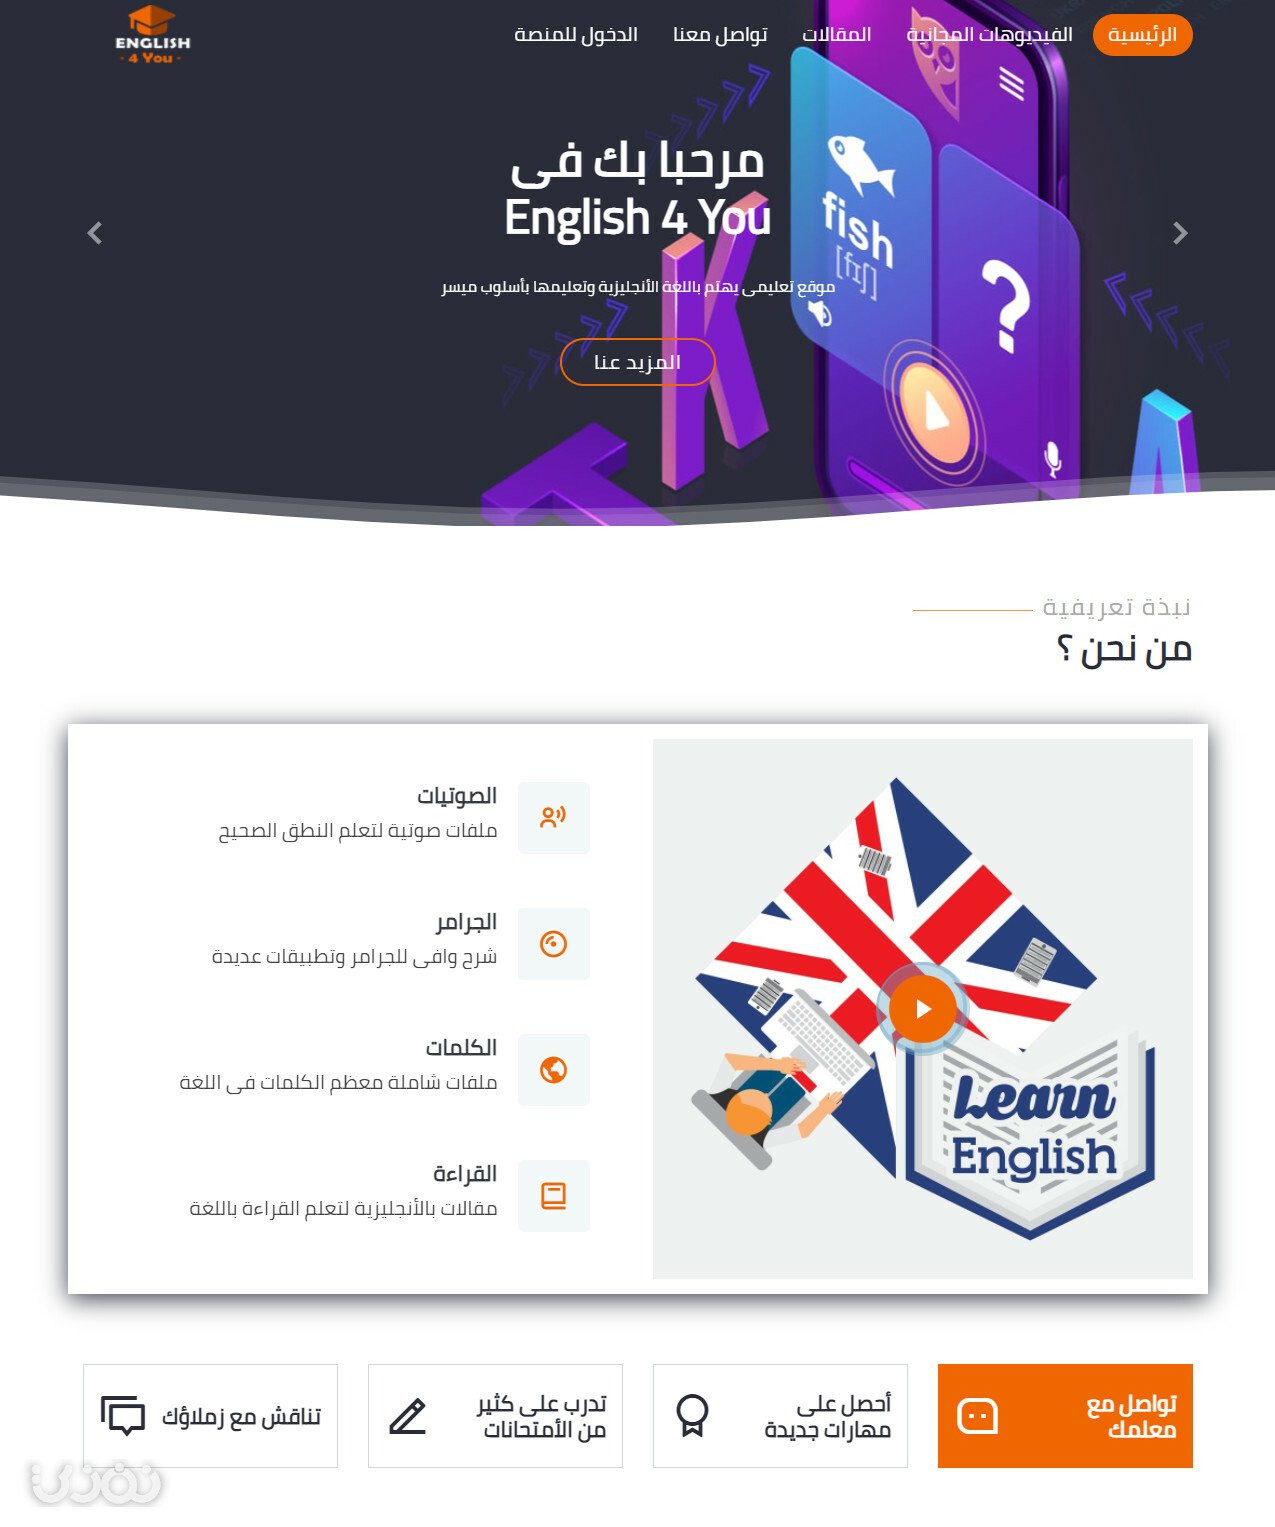 ENGLISH
4 You
الرئيسية
الفيديوهات المجانية
المقالات
تواصل معنا
الدخول للمنصة
مرحبا بك فى
English 4 You
موقع تعليمى يهتم باللغة الأنجليزية وتعليمها بأسلوب ميسر
المزيد عنا
fish
[fɪʃ]
?
نبذة تعريفية
من نحن ؟
الصوتيات
ملفات صوتية لتعلم النطق الصحيح
الجرامر
شرح وافى للجرامر وتطبيقات عديدة
الكلمات
ملفات شاملة معظم الكلمات فى اللغة
القراءة
مقالات بالأنجليزية لتعلم القراءة باللغة
Learn
English
تواصل مع
معلمك
أحصل على
مهارات جديدة
تدرب على كثير
من الأمتحانات
تناقش مع زملاؤك